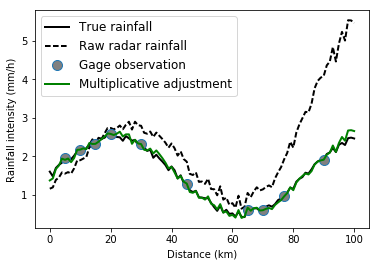 True rainfall
Raw radar rainfall
Gage observation
Multiplicative adjustment
Rainfall intensity (mm/h)
5
4
3
2
1
0
20
40
60
80
100
Distance (km)